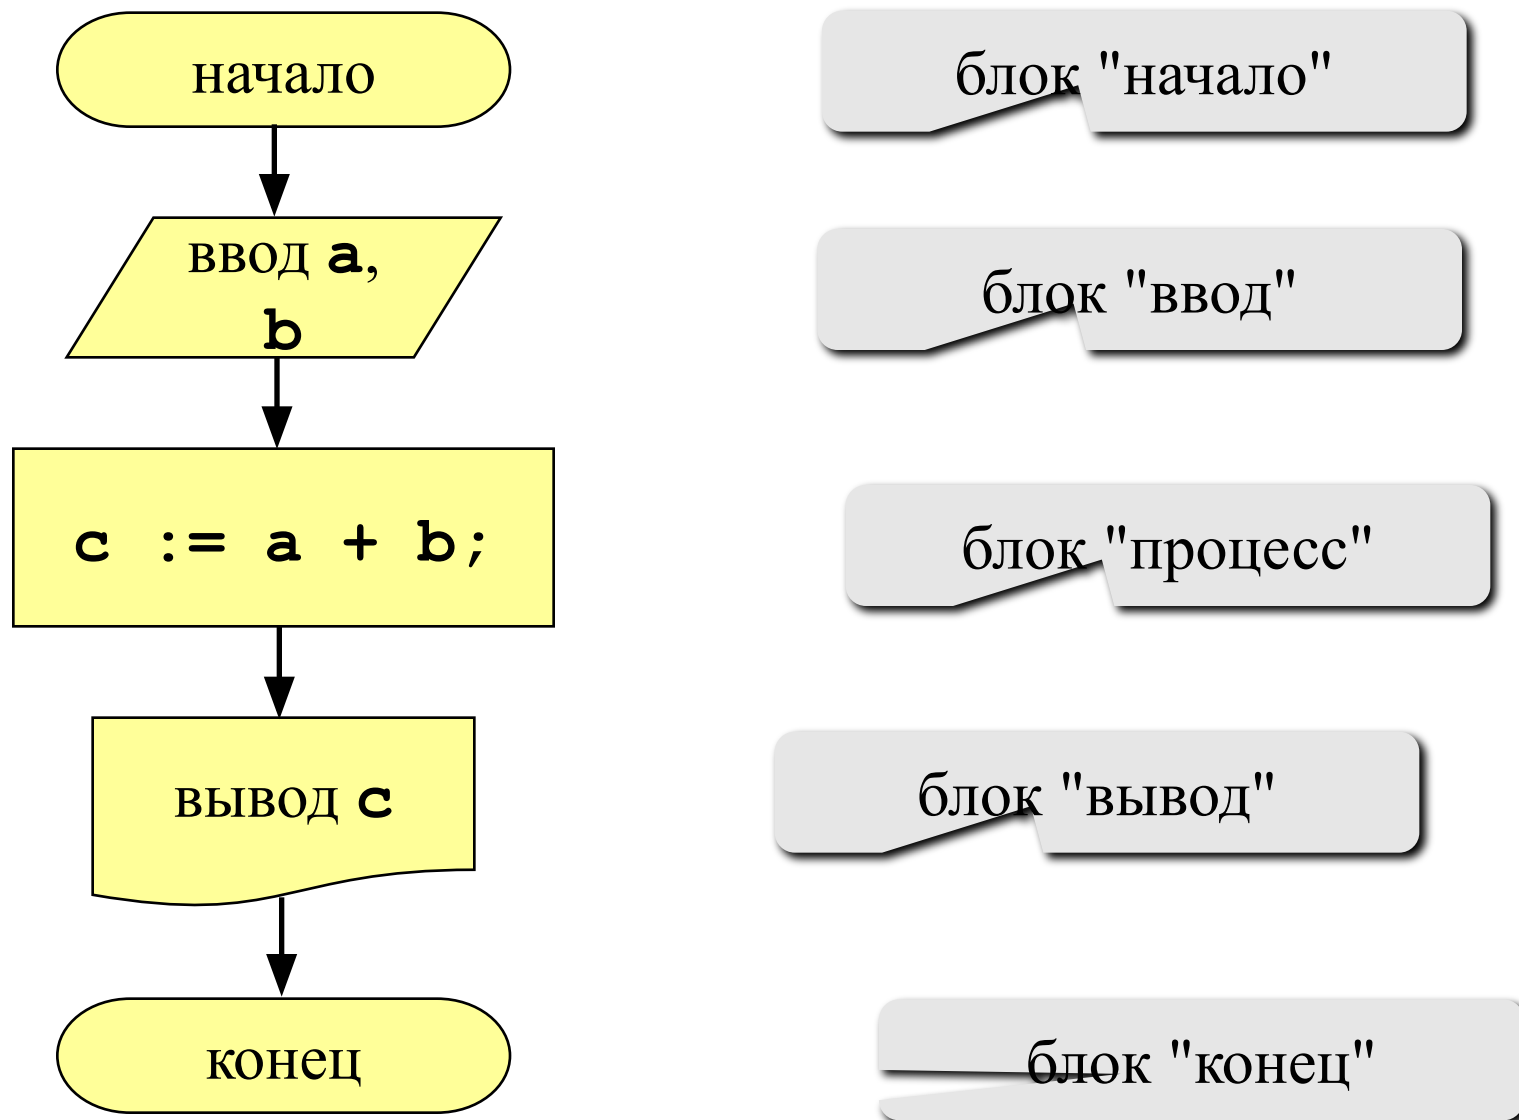 начало
блок "начало"
ввод a,
b
блок "ввод"
c := a + b;
блок "процесс"
вывод c
блок "вывод"
конец
блок "конец"